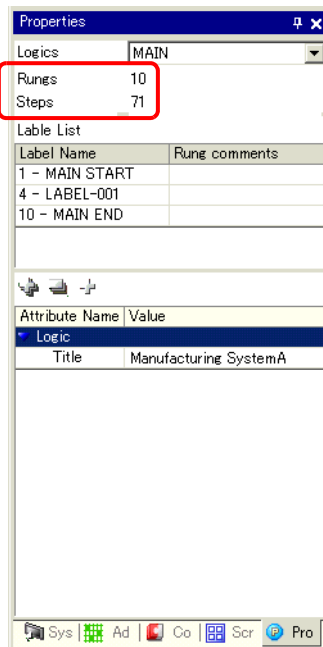 Properties
Logics MAIN
Rungs 10
Steps 71
Lable List
Label Name Rung comments
1 - MAIN START
4 - LABEL-001
10 - MAIN END
Attribute Name Value
Logic
Title Manufacturing SystemA
Sys Ad Co Scr Pro